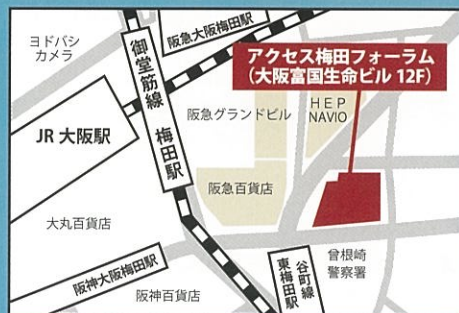 ヨドバシ
カメラ
御堂筋線 梅田駅
阪急大阪梅田駅
アクセス梅田フォーラム
(大阪富国生命ビル 12F)
阪急グランドビル
HEP
NAVIO
JR 大阪駅
阪急百貨店
大丸百貨店
阪神大阪梅田駅
阪神百貨店
谷町線
東梅田駅
曾根崎
警察署